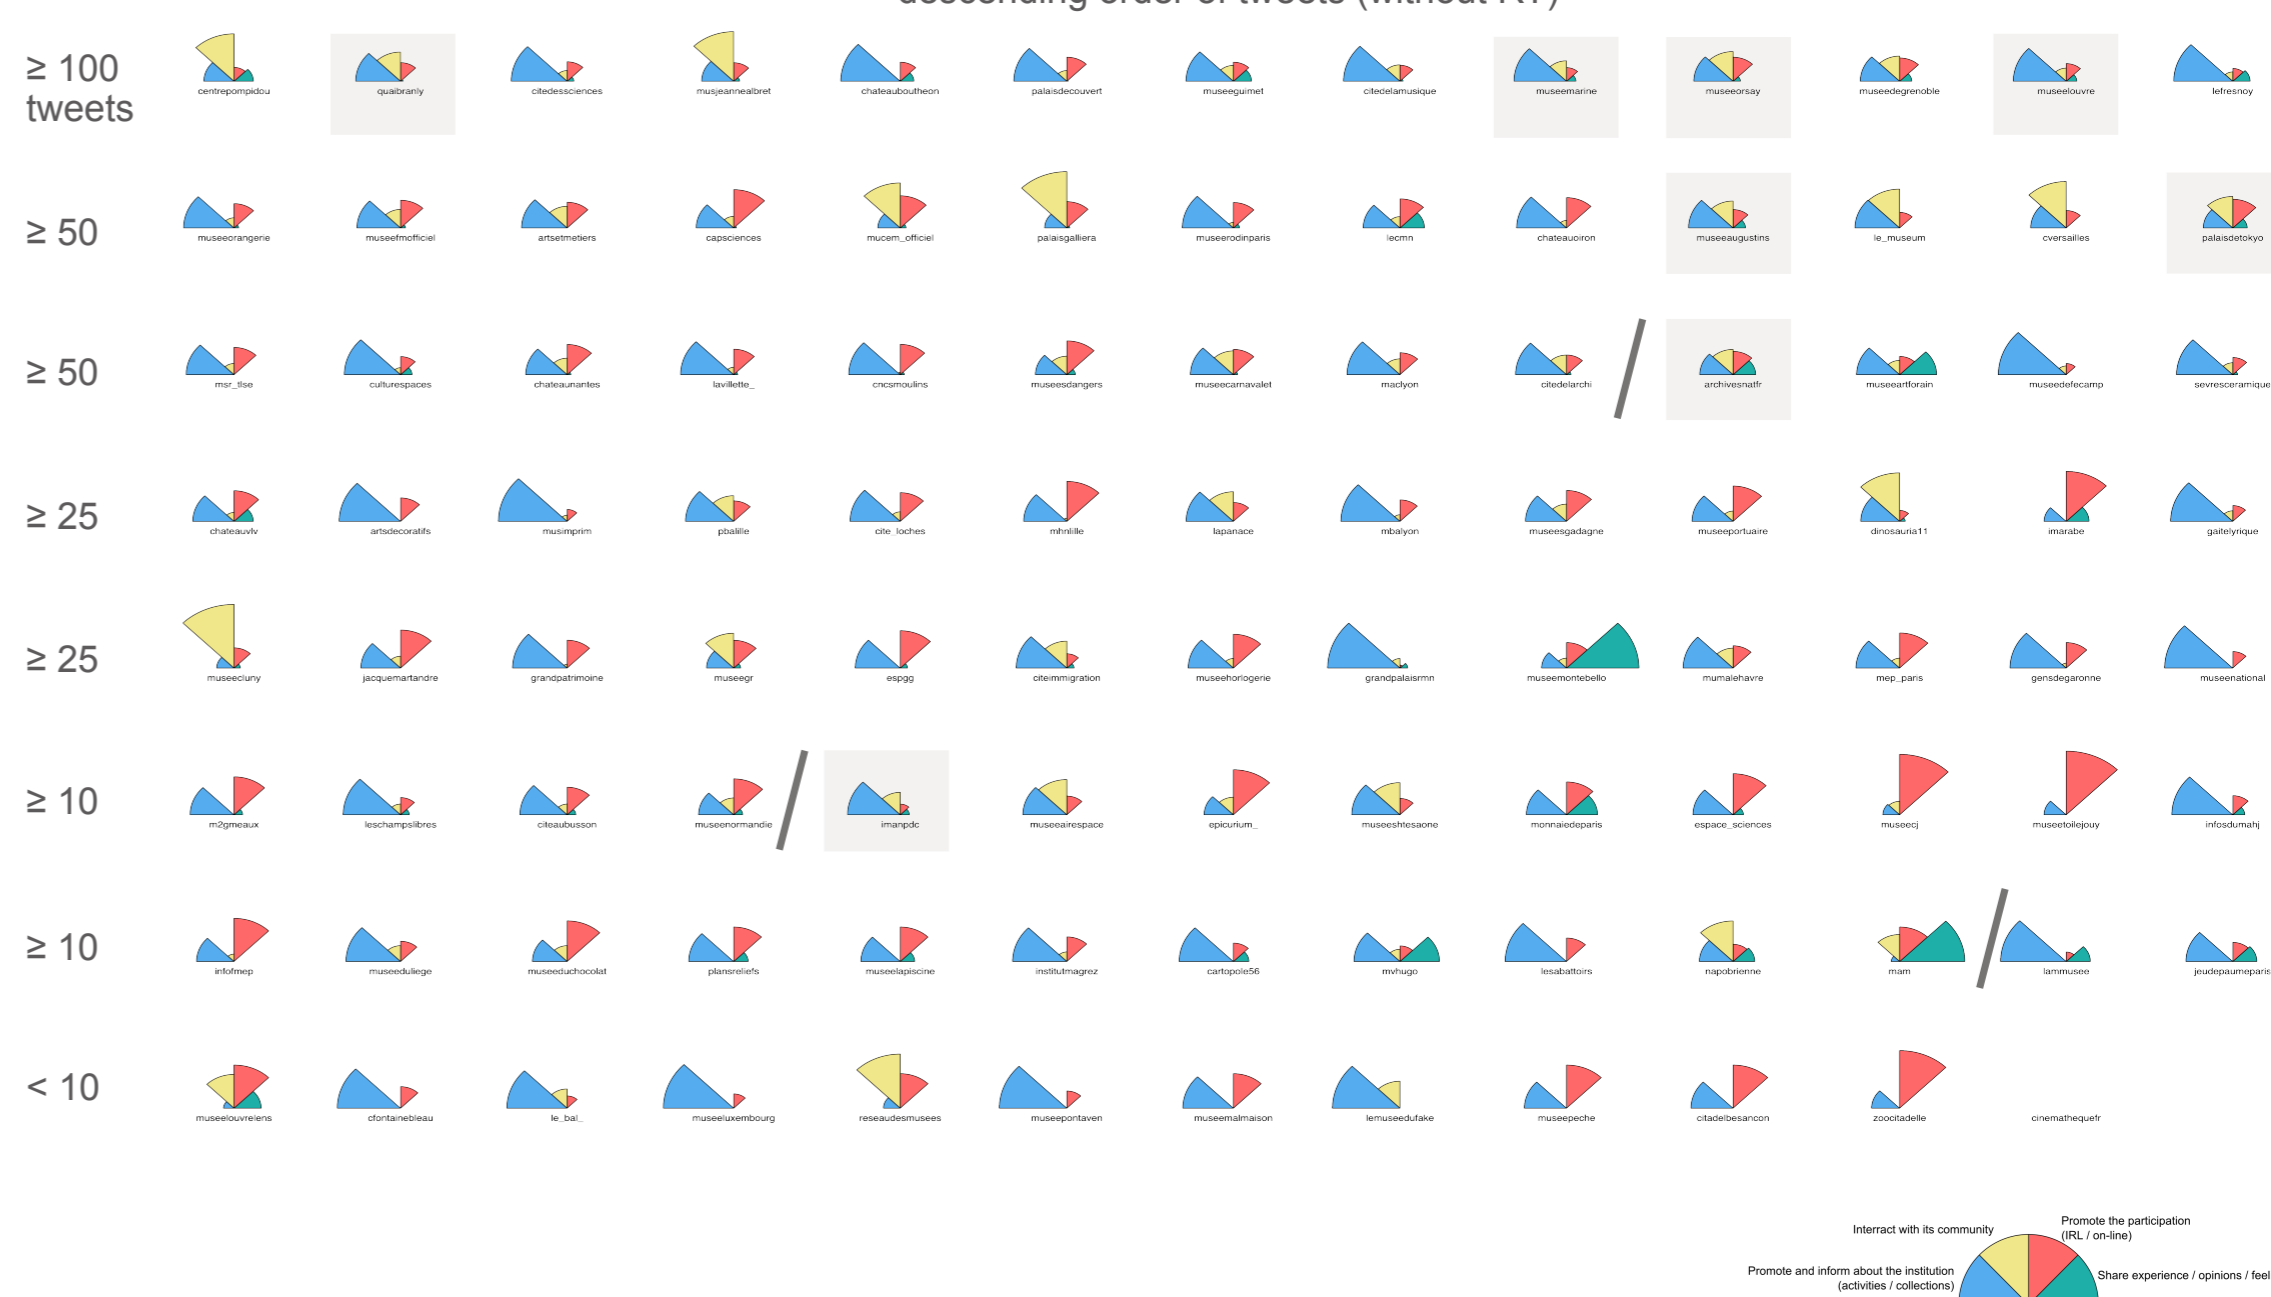 descending order of tweets (without RT)
≥ 100
tweets
centrepompidou quaibranly citedessciences musjeannealbret chateauboutheon palaisdecouvert museeguimet citedelamusique museemarine museeorsay museedegrenoble museelouvre lefresnoy
≥ 50
museeorangerie museefmofficiel artsetmetiers capsciences mucem_officiel palaisgalliera museerodinparis lecmn chateauoiron museeaugustins le_museum cversailles palaisdetokyo
≥ 50
msr_tlse culturespaces chateaunantes lavillette_ cncsmoulins museesdangers museecarnavalet maclyon citedelarchi archivesnatfr museeartforain museedefecamp sevresceramique
≥ 25
chateauvlv artsdecoratifs musimprim pbalille cite_loches mhnlille lapanace mbalyon museesgadagne museeportuaire dinosauria11 imarabe gaitelyrique
≥ 25
museecluny jacquemartandre grandpatrimoine museegr espgg citeimmigration museehorlogerie grandpalaisrmn museemontebello mumalehavre mep_paris gensdegaronne museenational
≥ 10
m2gmeaux leschampslibres citeaubusson museenormandie imanpdc museeairespace epicurium_ museeshtesaone monnaiedeparis espace_sciences museecj museetoilejouy infosdumahj
≥ 10
infofmep museeduliege museeduchocolat plansreliefs museelapiscine institutmagrez cartopole56 mvhugo lesabattoirs napobrienne mam lammusee jeudepaumeparis
< 10
museelouvrelens cfontainebleau le_bal_ museeluxembourg reseaudesmusees museepontaven museemalmaison lemuseedufake museepeche citadelbesancon zoocitadelle cinemathequefr
Interract with its community
Promote the participation
(IRL / on-line)
Promote and inform about the institution
(activities / collections)
Share experience / opinions / feel